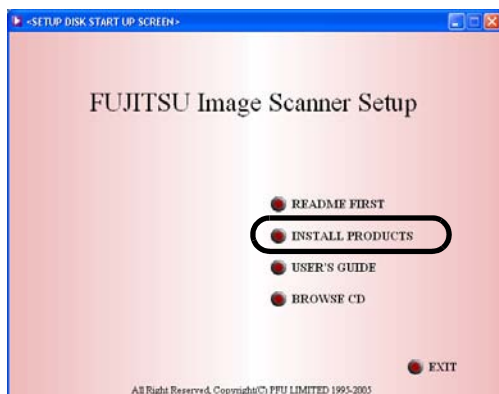 <SETUP DISK START UP SCREEN>
FUJITSU Image Scanner Setup
README FIRST
INSTALL PRODUCTS
USER'S GUIDE
BROWSE CD
EXIT
All Right Reserved, Copyright(C) PFU LIMITED 1995-2005